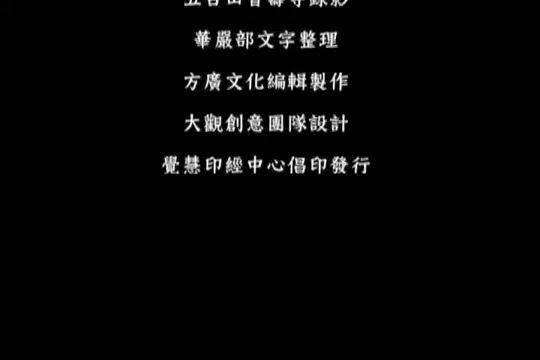 華嚴部文字整理
方廣文化編輯製作
大觀創意團隊設計
覺慧印經中心倡印發行